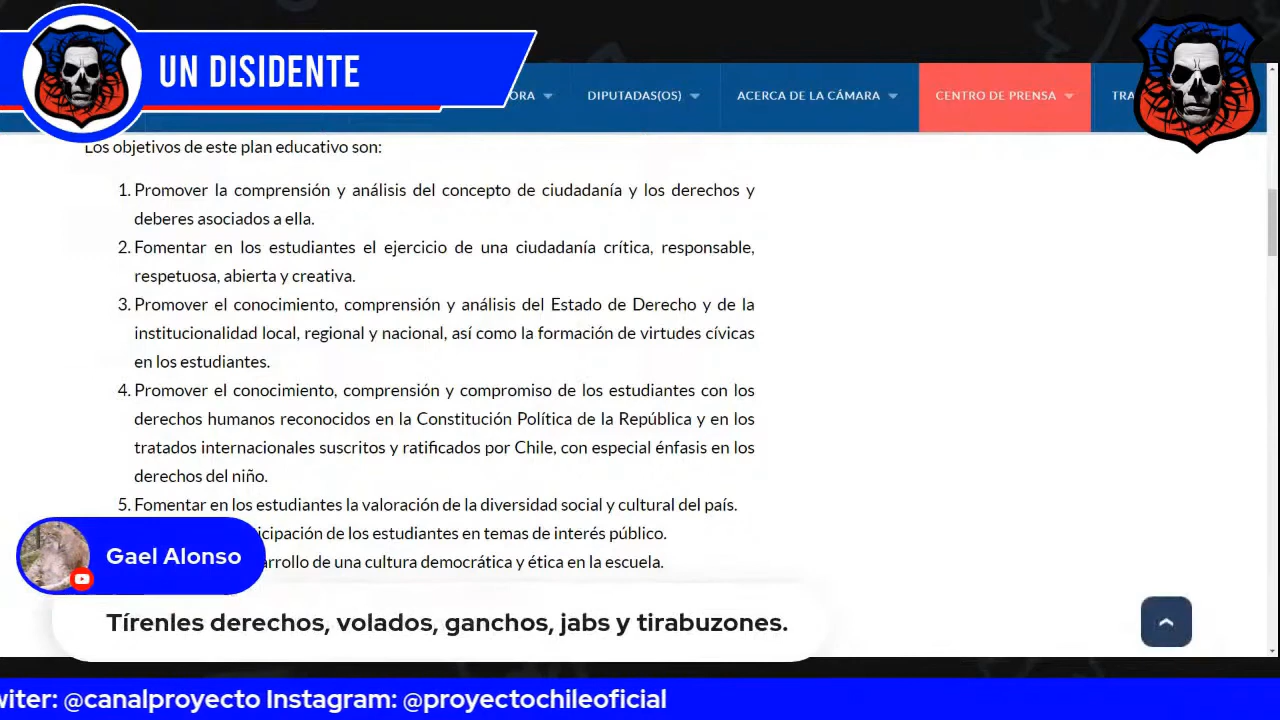 UN DISIDENTE
ORA
DIPUTADAS(OS)
ACERCA DE LA CÁMARA
CENTRO DE PRENSA
TRA
Los objetivos de este plan educativo son:
1. Promover la comprensión y análisis del concepto de ciudadanía y los derechos y
deberes asociados a ella.
2. Fomentar en los estudiantes el ejercicio de una ciudadanía crítica, responsable,
respetuosa, abierta y creativa.
3. Promover el conocimiento, comprensión y análisis del Estado de Derecho y de la
institucionalidad local, regional y nacional, así como la formación de virtudes cívicas
en los estudiantes.
4. Promover el conocimiento, comprensión y compromiso de los estudiantes con los
derechos humanos reconocidos en la Constitución Política de la República y en los
tratados internacionales suscritos y ratificados por Chile, con especial énfasis en los
derechos del niño.
5. Fomentar en los estudiantes la valoración de la diversidad social y cultural del país.
icipación de los estudiantes en temas de interés público.
arrollo de una cultura democrática y ética en la escuela.
Gael Alonso
Tírenles derechos, volados, ganchos, jabs y tirabuzones.
witer: @canalproyecto Instagram: @proyectochileoficial